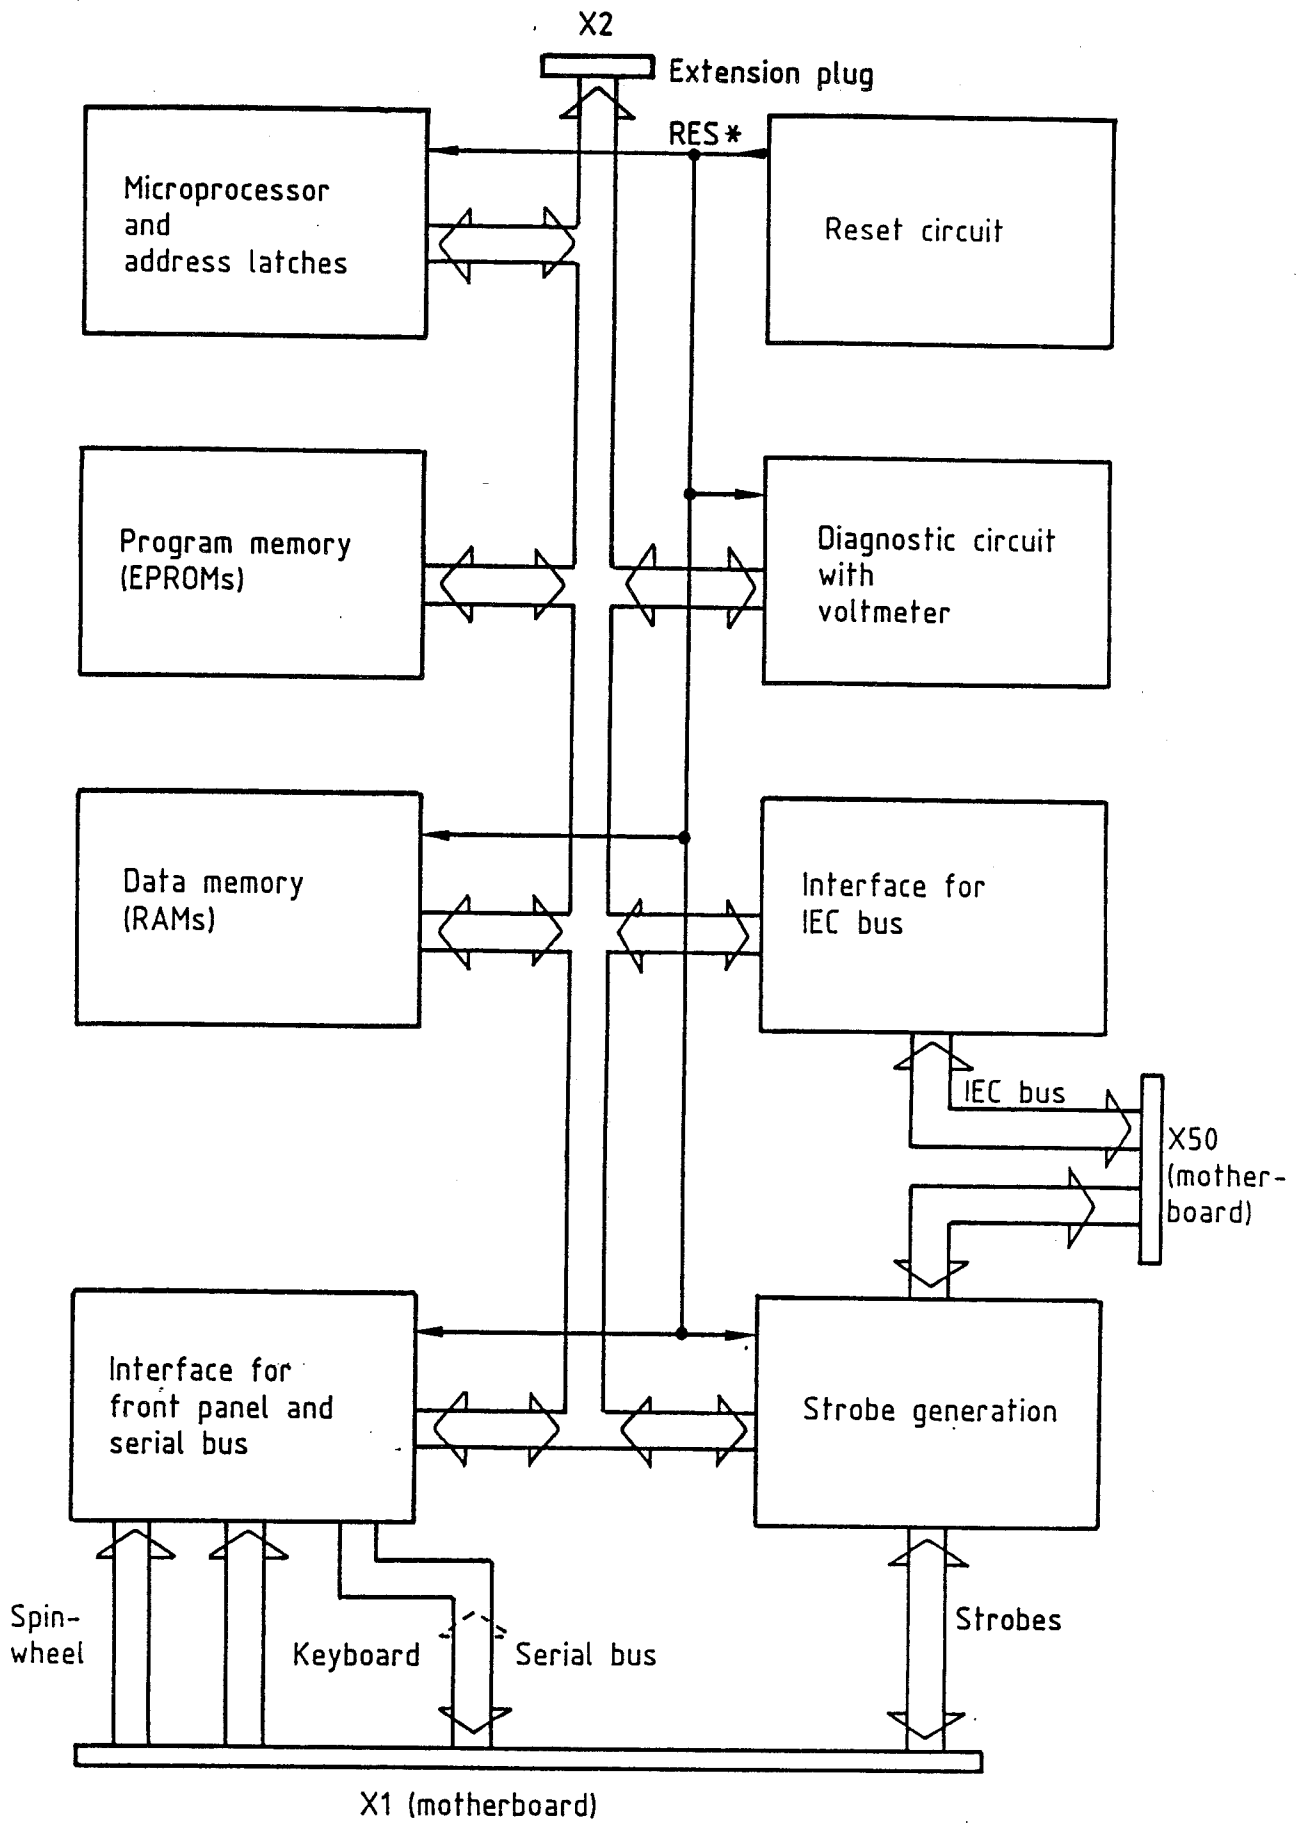 X2
Extension plug
RES *
Microprocessor
and
address latches
Reset circuit
Program memory
(EPROMs)
Diagnostic circuit
with
voltmeter
Data memory
(RAMs)
Interface for
IEC bus
IEC bus
X50
(mother-
board)
Interface for
front panel and
serial bus
Strobe generation
Spin-
wheel
Keyboard
Serial bus
Strobes
X1 (motherboard)